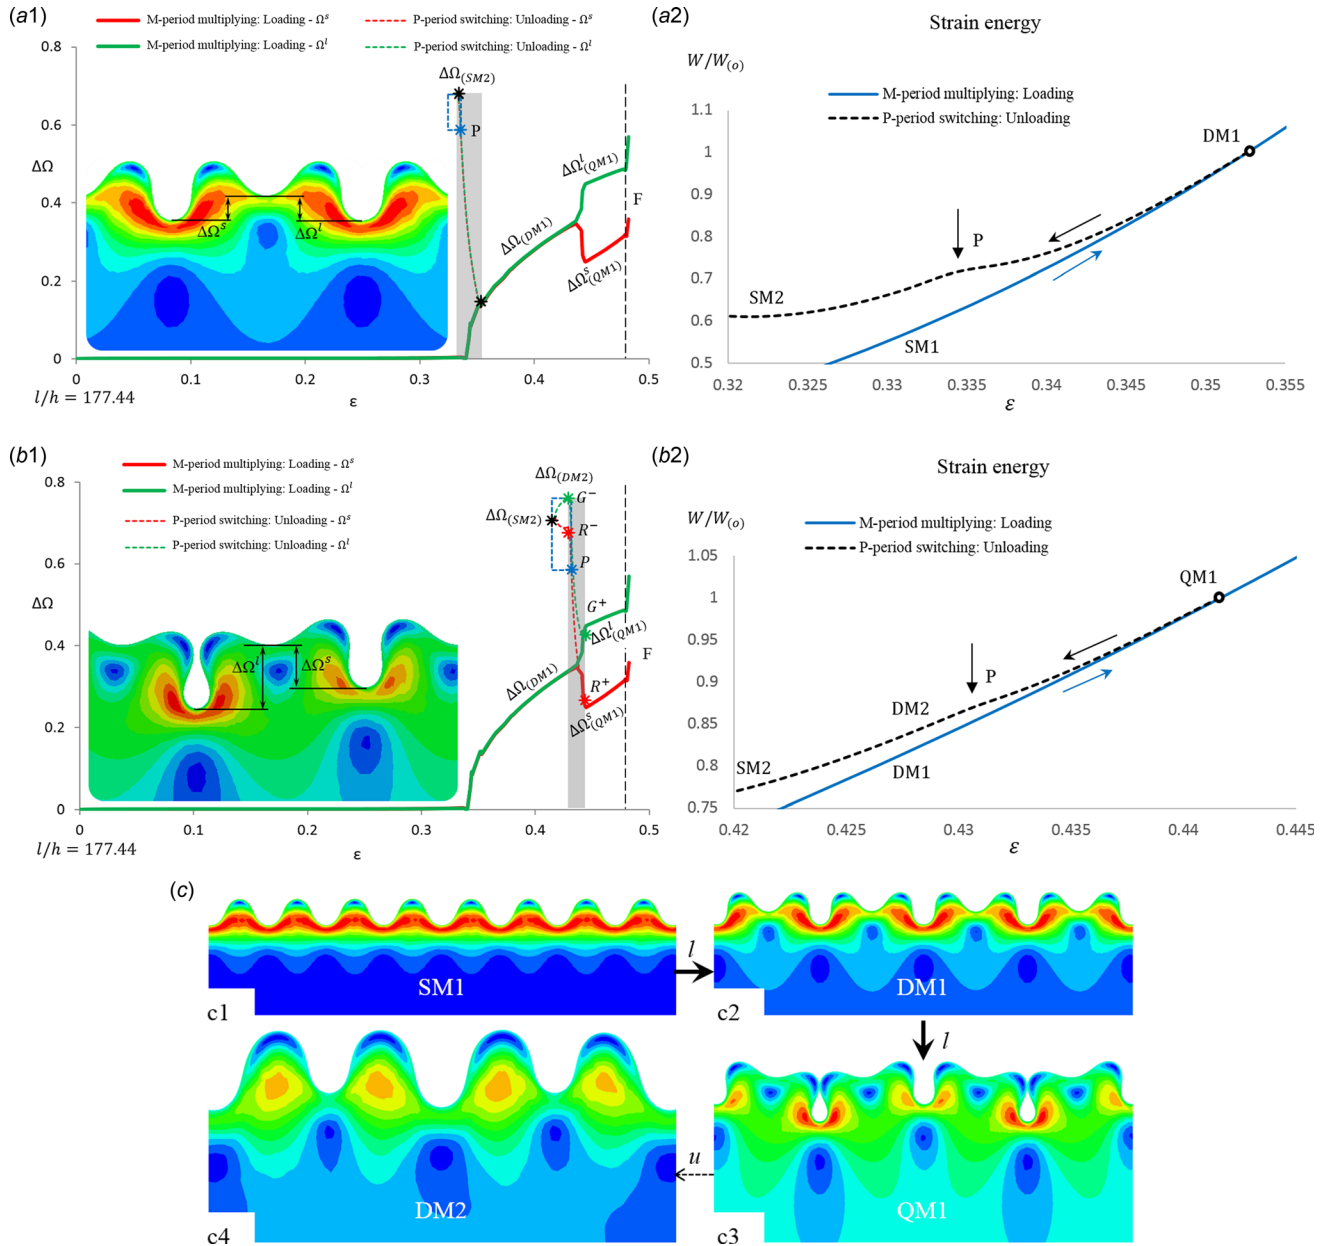 (a1)
M-period multiplying: Loading - Ωˢ
P-period switching: Unloading - Ωˢ
M-period multiplying: Loading - Ωˡ
P-period switching: Unloading - Ωˡ
0.8
0.6
ΔΩ
0.4
0.2
0
ΔΩ(SM2)
P
ΔΩˡ(QM1)
F
ΔΩ(DM1)
ΔΩˢ(QM1)
ΔΩˢ
ΔΩˡ
0
0.1
0.2
0.3
0.4
0.5
l/h = 177.44
ε
(a2)
Strain energy
W/W(o)
M-period multiplying: Loading
P-period switching: Unloading
1.1
1
0.9
0.8
0.7
0.6
0.5
DM1
P
SM2
SM1
0.32
0.325
0.33
0.335
0.34
0.345
0.35
0.355
ε
(b1)
M-period multiplying: Loading - Ωˢ
M-period multiplying: Loading - Ωˡ
P-period switching: Unloading - Ωˢ
P-period switching: Unloading - Ωˡ
0.8
0.6
ΔΩ
0.4
0.2
0
ΔΩ(DM2)
G⁻
ΔΩ(SM2)
R⁻
P
G⁺
ΔΩˡ(QM1)
F
ΔΩ(DM1)
R⁺
ΔΩˢ(QM1)
ΔΩˡ
ΔΩˢ
0
0.1
0.2
0.3
0.4
0.5
l/h = 177.44
ε
(b2)
Strain energy
W/W(o)
M-period multiplying: Loading
P-period switching: Unloading
1.05
1
0.95
0.9
0.85
0.8
0.75
QM1
P
DM2
SM2
DM1
0.42
0.425
0.43
0.435
0.44
0.445
ε
(c)
SM1
c1
l
DM1
c2
l
DM2
c4
u
QM1
c3